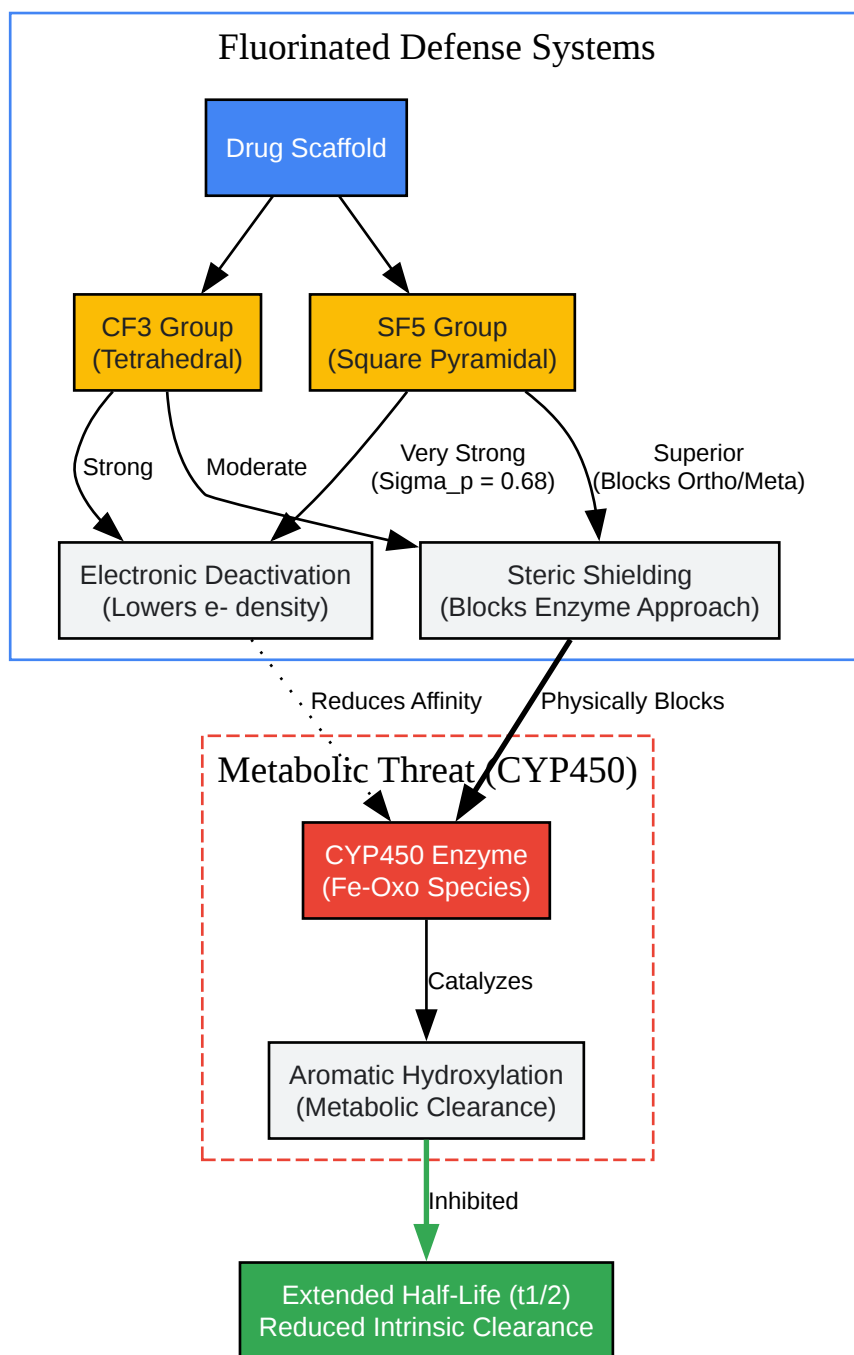 Fluorinated Defense Systems
Drug Scaffold
CF3 Group
(Tetrahedral)
SF5 Group
(Square Pyramidal)
Strong
Moderate
Very Strong
(Sigma_p = 0.68)
Superior
(Blocks Ortho/Meta)
Electronic Deactivation
(Lowers e- density)
Steric Shielding
(Blocks Enzyme Approach)
Reduces Affinity
Physically Blocks
Metabolic Threat (CYP450)
CYP450 Enzyme
(Fe-Oxo Species)
Catalyzes
Aromatic Hydroxylation
(Metabolic Clearance)
Inhibited
Extended Half-Life (t1/2)
Reduced Intrinsic Clearance